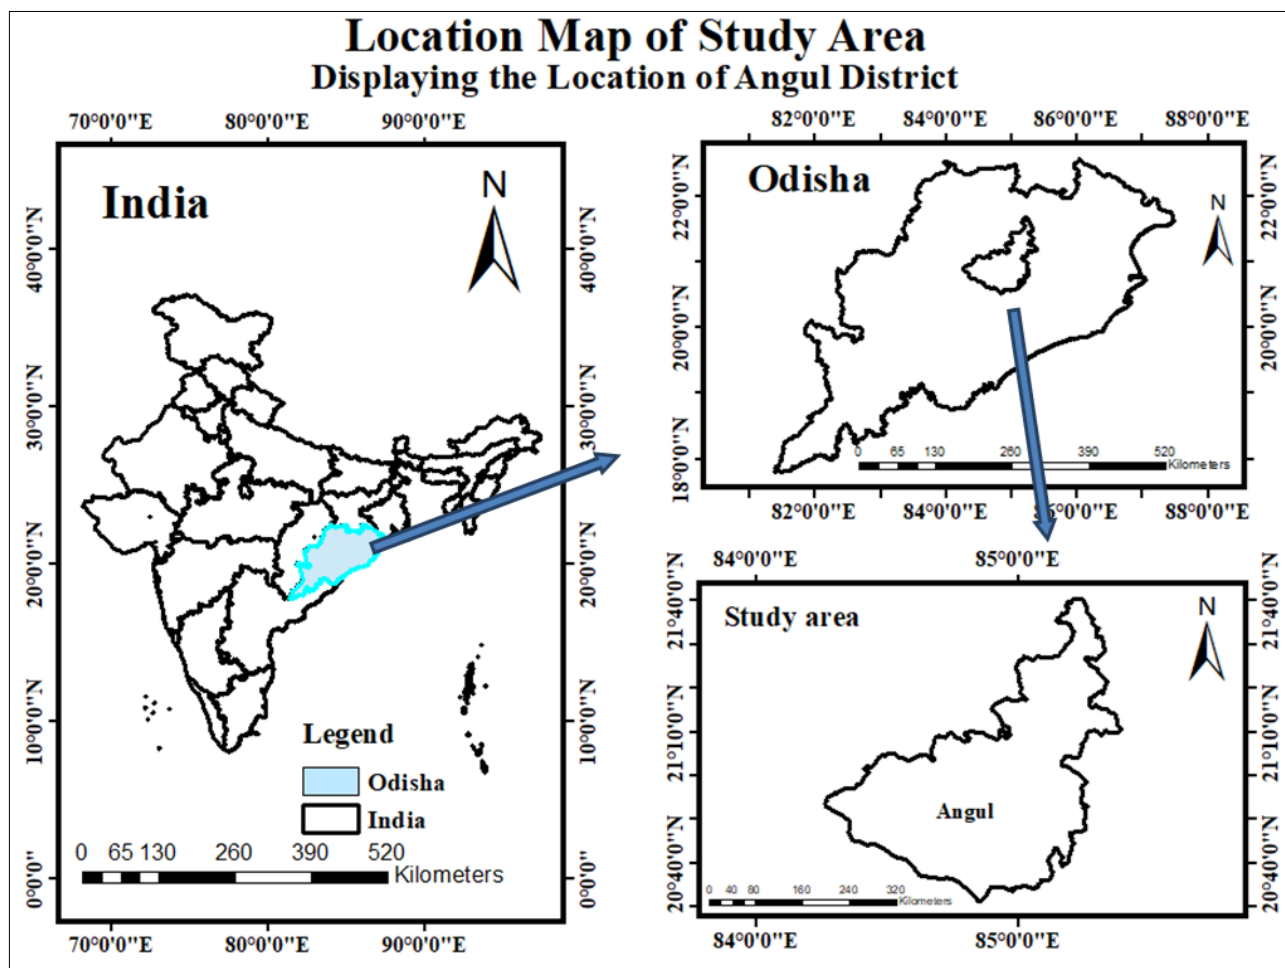 Location Map of Study Area
Displaying the Location of Angul District
70°0'0"E 80°0'0"E 90°0'0"E
India
N
40°0'0"N 30°0'0"N 20°0'0"N 10°0'0"N 0°0'0"
40°0'0"N 30°0'0"N 20°0'0"N 10°0'0"N 0°0'0"
Legend
Odisha
India
0 65 130 260 390 520
Kilometers
70°0'0"E 80°0'0"E 90°0'0"E
82°0'0"E 84°0'0"E 86°0'0"E 88°0'0"E
Odisha
N
22°0'0"N 20°0'0"N 18°0'0"N
22°0'0"N 20°0'0"N 18°0'0"N
0 65 130 260 390 520
Kilometers
82°0'0"E 84°0'0"E 86°0'0"E 88°0'0"E
84°0'0"E 85°0'0"E
Study area
N
21°40'0"N 21°10'0"N 20°40'0"N
21°40'0"N 21°10'0"N 20°40'0"N
Angul
0 40 80 160 240 320
Kilometers
84°0'0"E 85°0'0"E